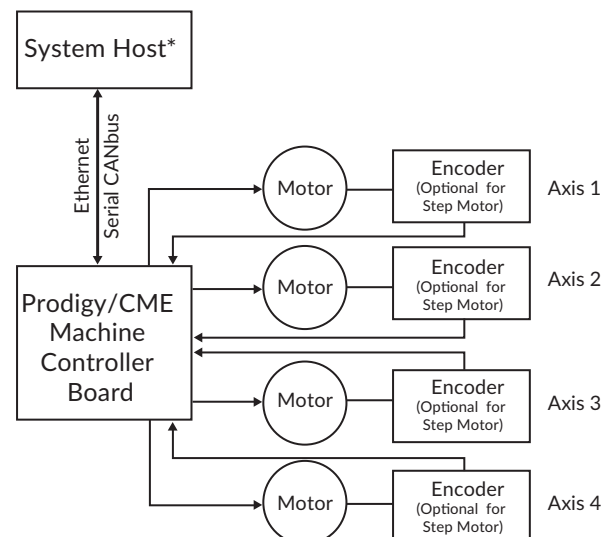 System Host*
Ethernet
Serial CANbus
Motor
Encoder
(Optional for
Step Motor)
Axis 1
Prodigy/CME
Machine
Controller
Board
Motor
Encoder
(Optional for
Step Motor)
Axis 2
Motor
Encoder
(Optional for
Step Motor)
Axis 3
Motor
Encoder
(Optional for
Step Motor)
Axis 4